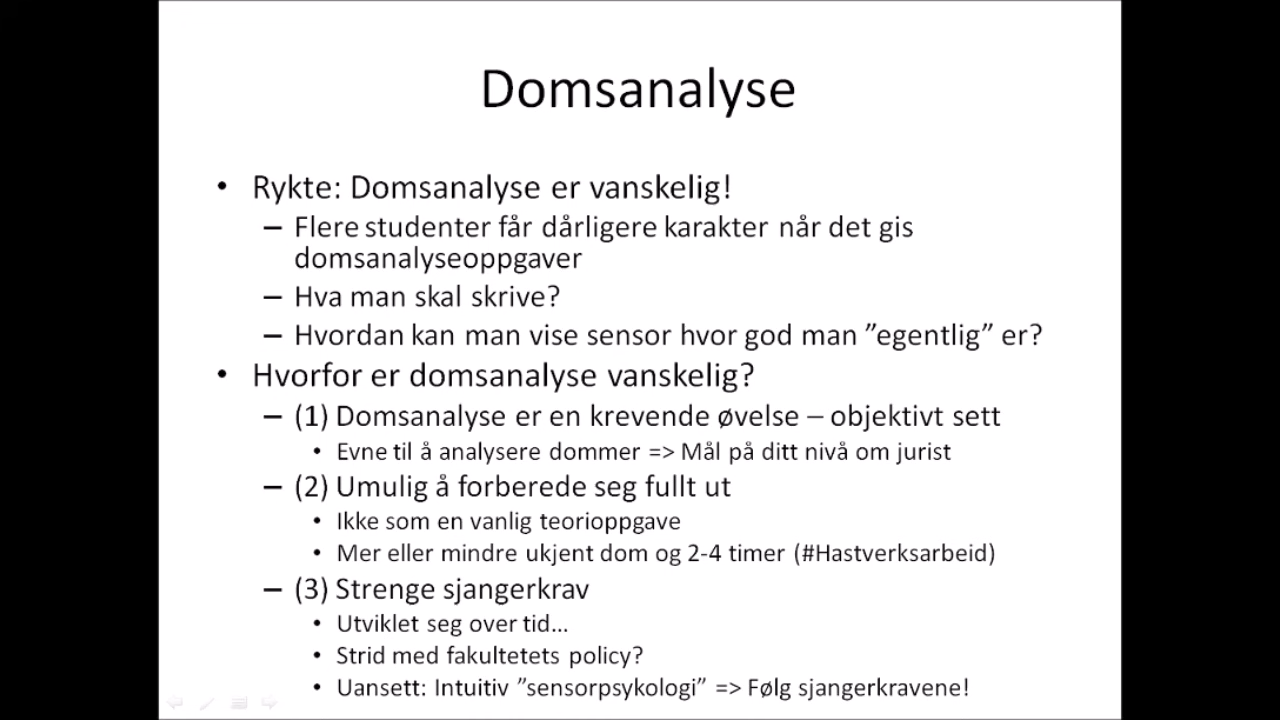 Domsanalyse
• Rykte: Domsanalyse er vanskelig!
– Flere studenter får dårligere karakter når det gis
domsanalyseoppgaver
– Hva man skal skrive?
– Hvordan kan man vise sensor hvor god man ”egentlig” er?
• Hvorfor er domsanalyse vanskelig?
– (1) Domsanalyse er en krevende øvelse – objektivt sett
• Evne til å analysere dommer => Mål på ditt nivå om jurist
– (2) Umulig å forberede seg fullt ut
• Ikke som en vanlig teorioppgave
• Mer eller mindre ukjent dom og 2-4 timer (#Hastverksarbeid)
– (3) Strenge sjangerkrav
• Utviklet seg over tid…
• Strid med fakultetets policy?
• Uansett: Intuitiv ”sensorpsykologi” => Følg sjangerkravene!